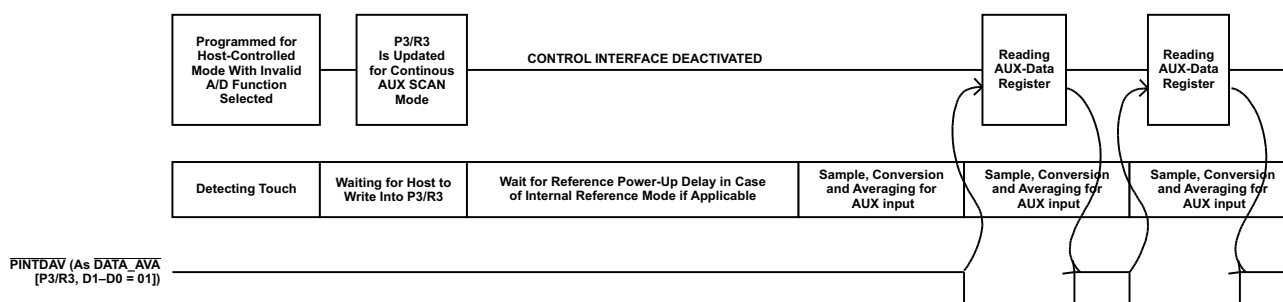 Programmed for
Host-Controlled
Mode With Invalid
A/D Function
Selected
P3/R3
Is Updated
for Continous
AUX SCAN
Mode
CONTROL INTERFACE DEACTIVATED
Reading
AUX-Data
Register
Reading
AUX-Data
Register
Detecting Touch
Waiting for Host to
Write Into P3/R3
Wait for Reference Power-Up Delay in Case
of Internal Reference Mode if Applicable
Sample, Conversion
and Averaging for
AUX input
Sample, Conversion
and Averaging for
AUX input
Sample, Conversion
and Averaging for
AUX input
PINTDAV (As DATA_AVA
[P3/R3, D1–D0 = 01])